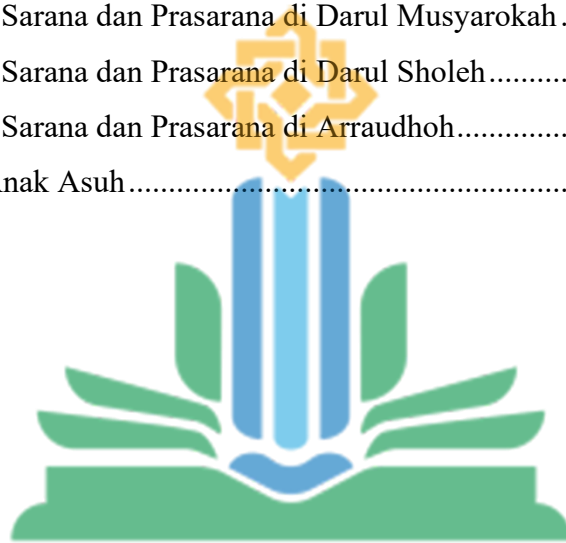 Sarana dan Prasarana di Darul Musyarokah .
Sarana dan Prasarana di Darul Sholeh ..........
Sarana dan Prasarana di Arraudhoh ..............
nak Asuh ......................................................